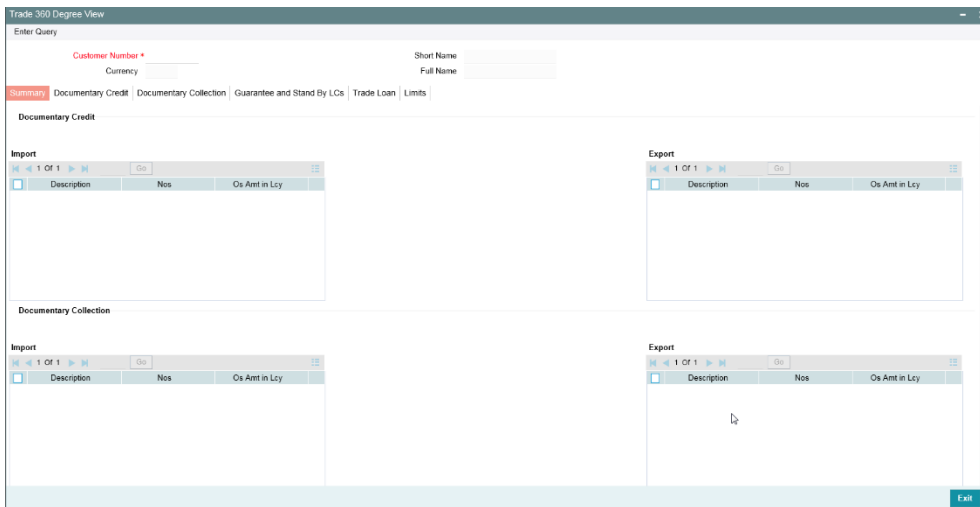 Trade 360 Degree View
Enter Query
Customer Number *
Short Name
Currency
Full Name
Summary Documentary Credit Documentary Collection Guarantee and Stand By LCs Trade Loan Limits
Documentary Credit
Import Export
1 Of 1 Go 1 Of 1 Go
Description Nos Os Amt in Lcy Description Nos Os Amt in Lcy
Documentary Collection
Import Export
1 Of 1 Go 1 Of 1 Go
Description Nos Os Amt in Lcy Description Nos Os Amt in Lcy
Exit